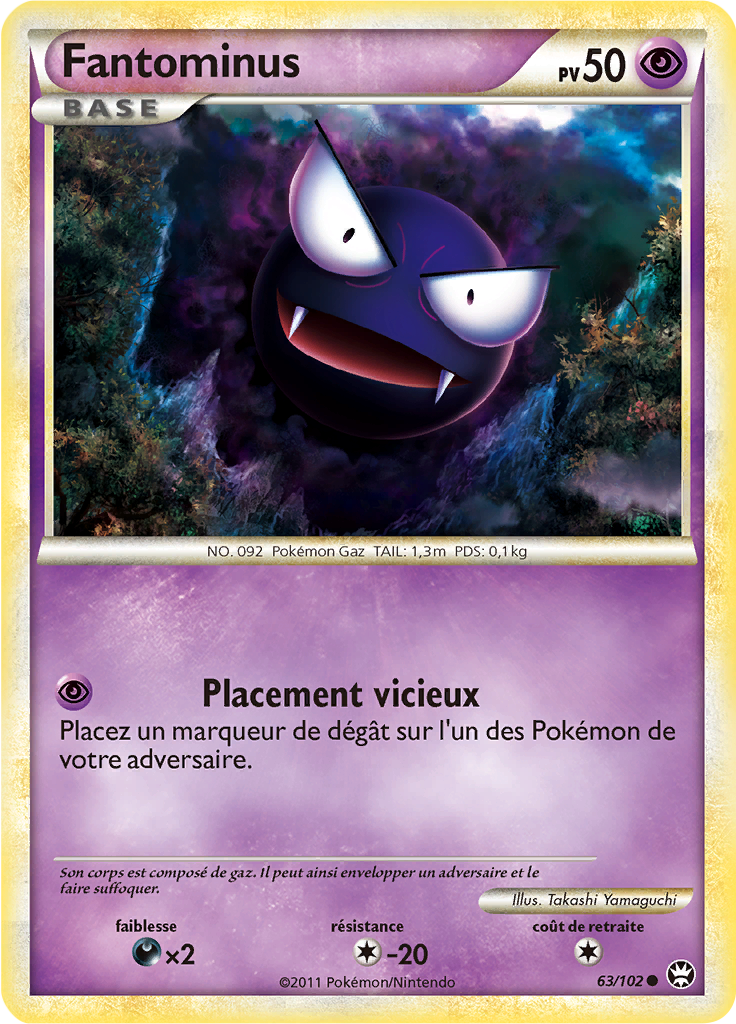 Fantominus
PV 50
BASE
NO. 092 Pokémon Gaz TAIL: 1,3m PDS: 0,1kg
Placement vicieux
Placez un marqueur de dégât sur l'un des Pokémon de
votre adversaire.
Son corps est composé de gaz. Il peut ainsi envelopper un adversaire et le
faire suffoquer.
Illus. Takashi Yamaguchi
faiblesse résistance coût de retraite
×2 -20
©2011 Pokémon/Nintendo 63/102